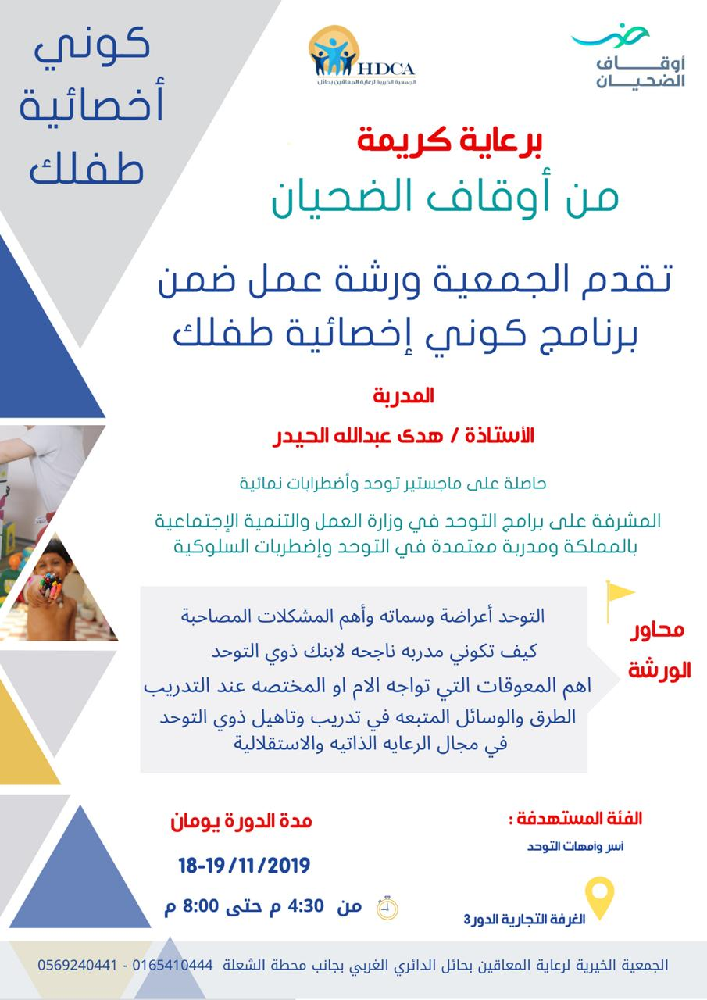 كوني
أخصائية
طفلك
HDCA
الجمعية الخيرية لرعاية المعاقين بحائل
أوقـــاف
الضحيـــان
برعاية كريمة
من أوقاف الضحيان
تقدم الجمعية ورشة عمل ضمن
برنامج كوني إخصائية طفلك
المدربة
الأستاذة / هدى عبدالله الحيدر
حاصلة على ماجستير توحد وأضطرابات نمائية
المشرفة على برامج التوحد في وزارة العمل والتنمية الإجتماعية
بالمملكة ومدربة معتمدة في التوحد وإضطربات السلوكية
محاور
الورشة
التوحد أعراضة وسماته وأهم المشكلات المصاحبة
كيف تكوني مدربه ناجحه لابنك ذوي التوحد
اهم المعوقات التي تواجه الام او المختصه عند التدريب
الطرق والوسائل المتبعه في تدريب وتاهيل ذوي التوحد
في مجال الرعايه الذاتيه والاستقلالية
الفئة المستهدفة :
أسر وأمهات التوحد
الغرفة التجارية الدور3
مدة الدورة يومان
18-19/11/2019
من 4:30 م حتى 8:00 م
الجمعية الخيرية لرعاية المعاقين بحائل الدائري الغربي بجانب محطة الشعلة 0165410444 - 0569240441